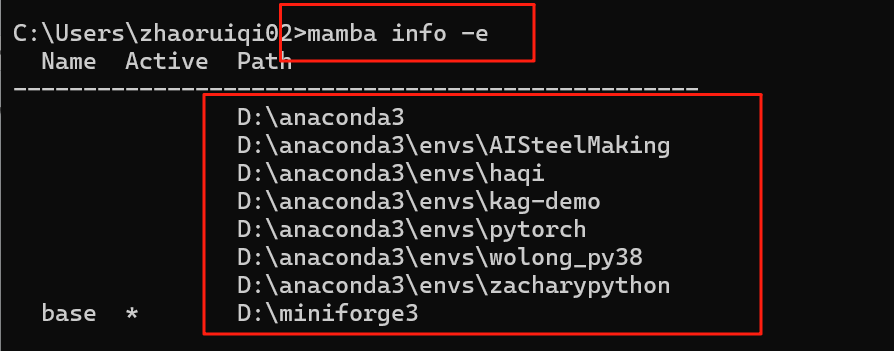 C:\Users\zhaoruiqi02>mamba info -e
Name Active Path
────────────────────────────────────────────────
D:\anaconda3
D:\anaconda3\envs\AISteelMaking
D:\anaconda3\envs\haqi
D:\anaconda3\envs\kag-demo
D:\anaconda3\envs\pytorch
D:\anaconda3\envs\wolong_py38
D:\anaconda3\envs\zacharypython
base * D:\miniforge3